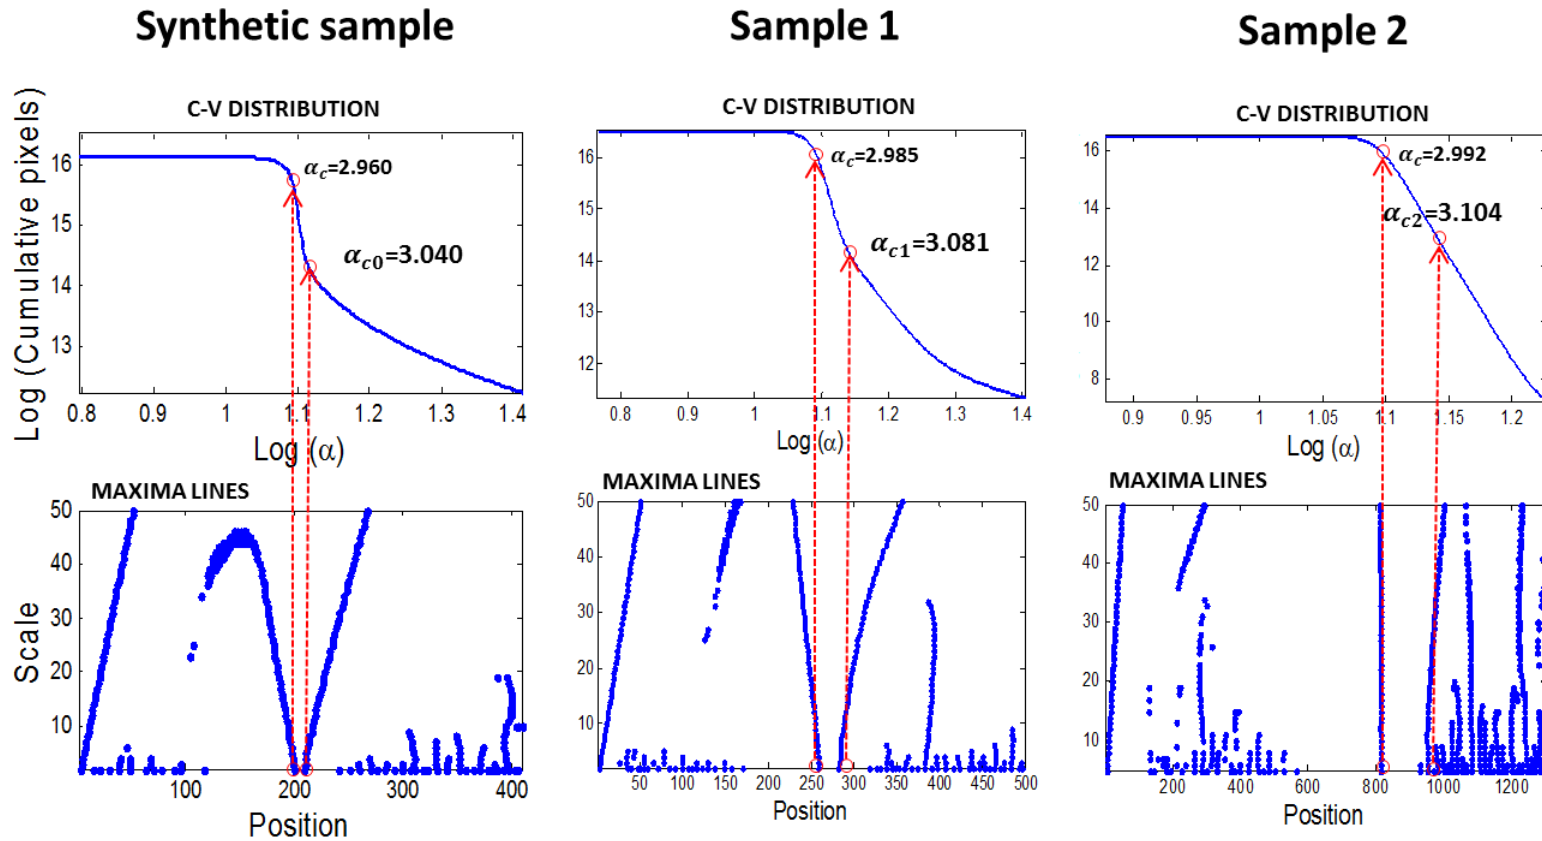 Synthetic sample
Sample 1
Sample 2
C-V DISTRIBUTION
Log (Cumulative pixels)
16
15
14
13
αc=2.960
αc0=3.040
0.8 0.9 1 1.1 1.2 1.3 1.4
Log (α)
C-V DISTRIBUTION
16
15
14
13
12
αc=2.985
αc1=3.081
0.8 0.9 1 1.1 1.2 1.3 1.4
Log (α)
C-V DISTRIBUTION
16
14
12
10
8
αc=2.992
αc2=3.104
0.9 0.95 1 1.05 1.1 1.15 1.2
Log (α)
MAXIMA LINES
Scale
50
40
30
20
10
100 200 300 400
Position
MAXIMA LINES
50
40
30
20
10
50 100 150 200 250 300 350 400 450 500
Position
MAXIMA LINES
50
40
30
20
10
200 400 600 800 1000 1200
Position